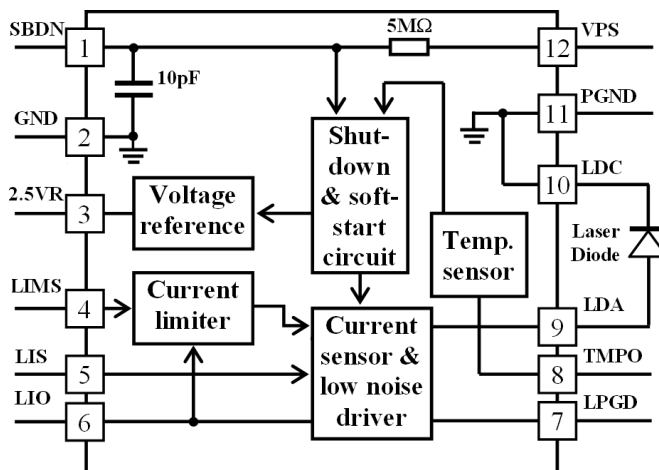 SBDN
1
10pF
5MΩ
12
VPS
GND
2
11
PGND
2.5VR
3
Voltage
reference
Shut-
down
& soft-
start
circuit
Temp.
sensor
10
LDC
Laser
Diode
LIMS
4
Current
limiter
Current
sensor &
low noise
driver
9
LDA
LIS
5
8
TMPO
LIO
6
7
LPGD